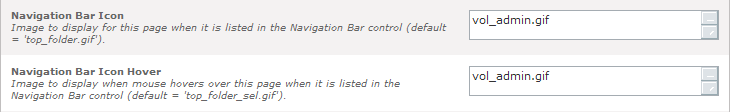 Navigation Bar Icon
Image to display for this page when it is listed in the Navigation Bar control (default
= 'top_folder.gif').
vol_admin.gif
Navigation Bar Icon Hover
Image to display when mouse hovers over this page when it is listed in the
Navigation Bar control (default = 'top_folder_sel.gif').
vol_admin.gif